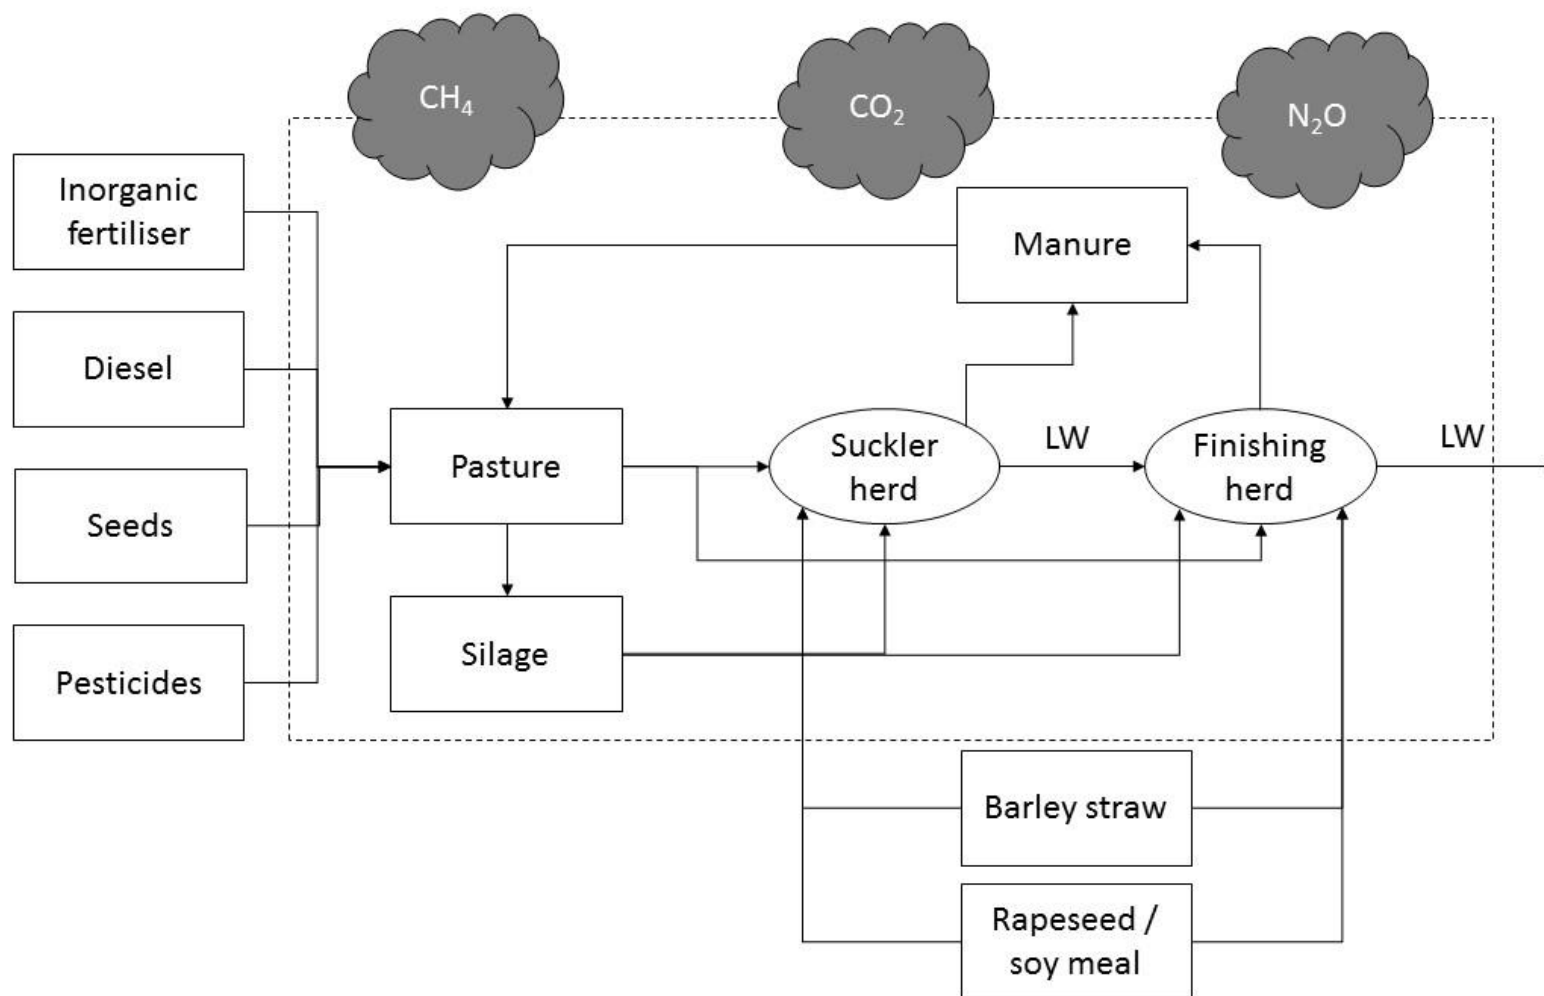 CH₄
CO₂
N₂O
Inorganic
fertiliser
Manure
Diesel
Pasture
Suckler
herd
LW
Finishing
herd
LW
Seeds
Silage
Pesticides
Barley straw
Rapeseed /
soy meal